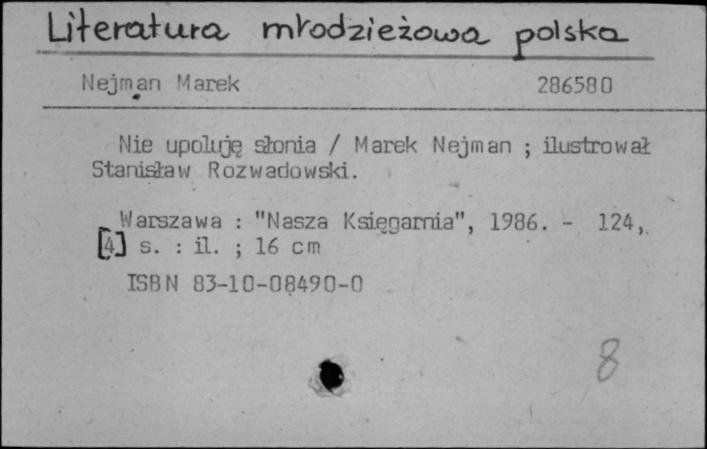 Literatura młodzieżowa polska
Nejman Marek 286580
Nie upoluję słonia / Marek Nejman ; ilustrował
Stanisław Rozwadowski.
Warszawa : "Nasza Księgarnia", 1986. - 124,
[4] s. : il. ; 16 cm
ISBN 83-10-08490-0
8